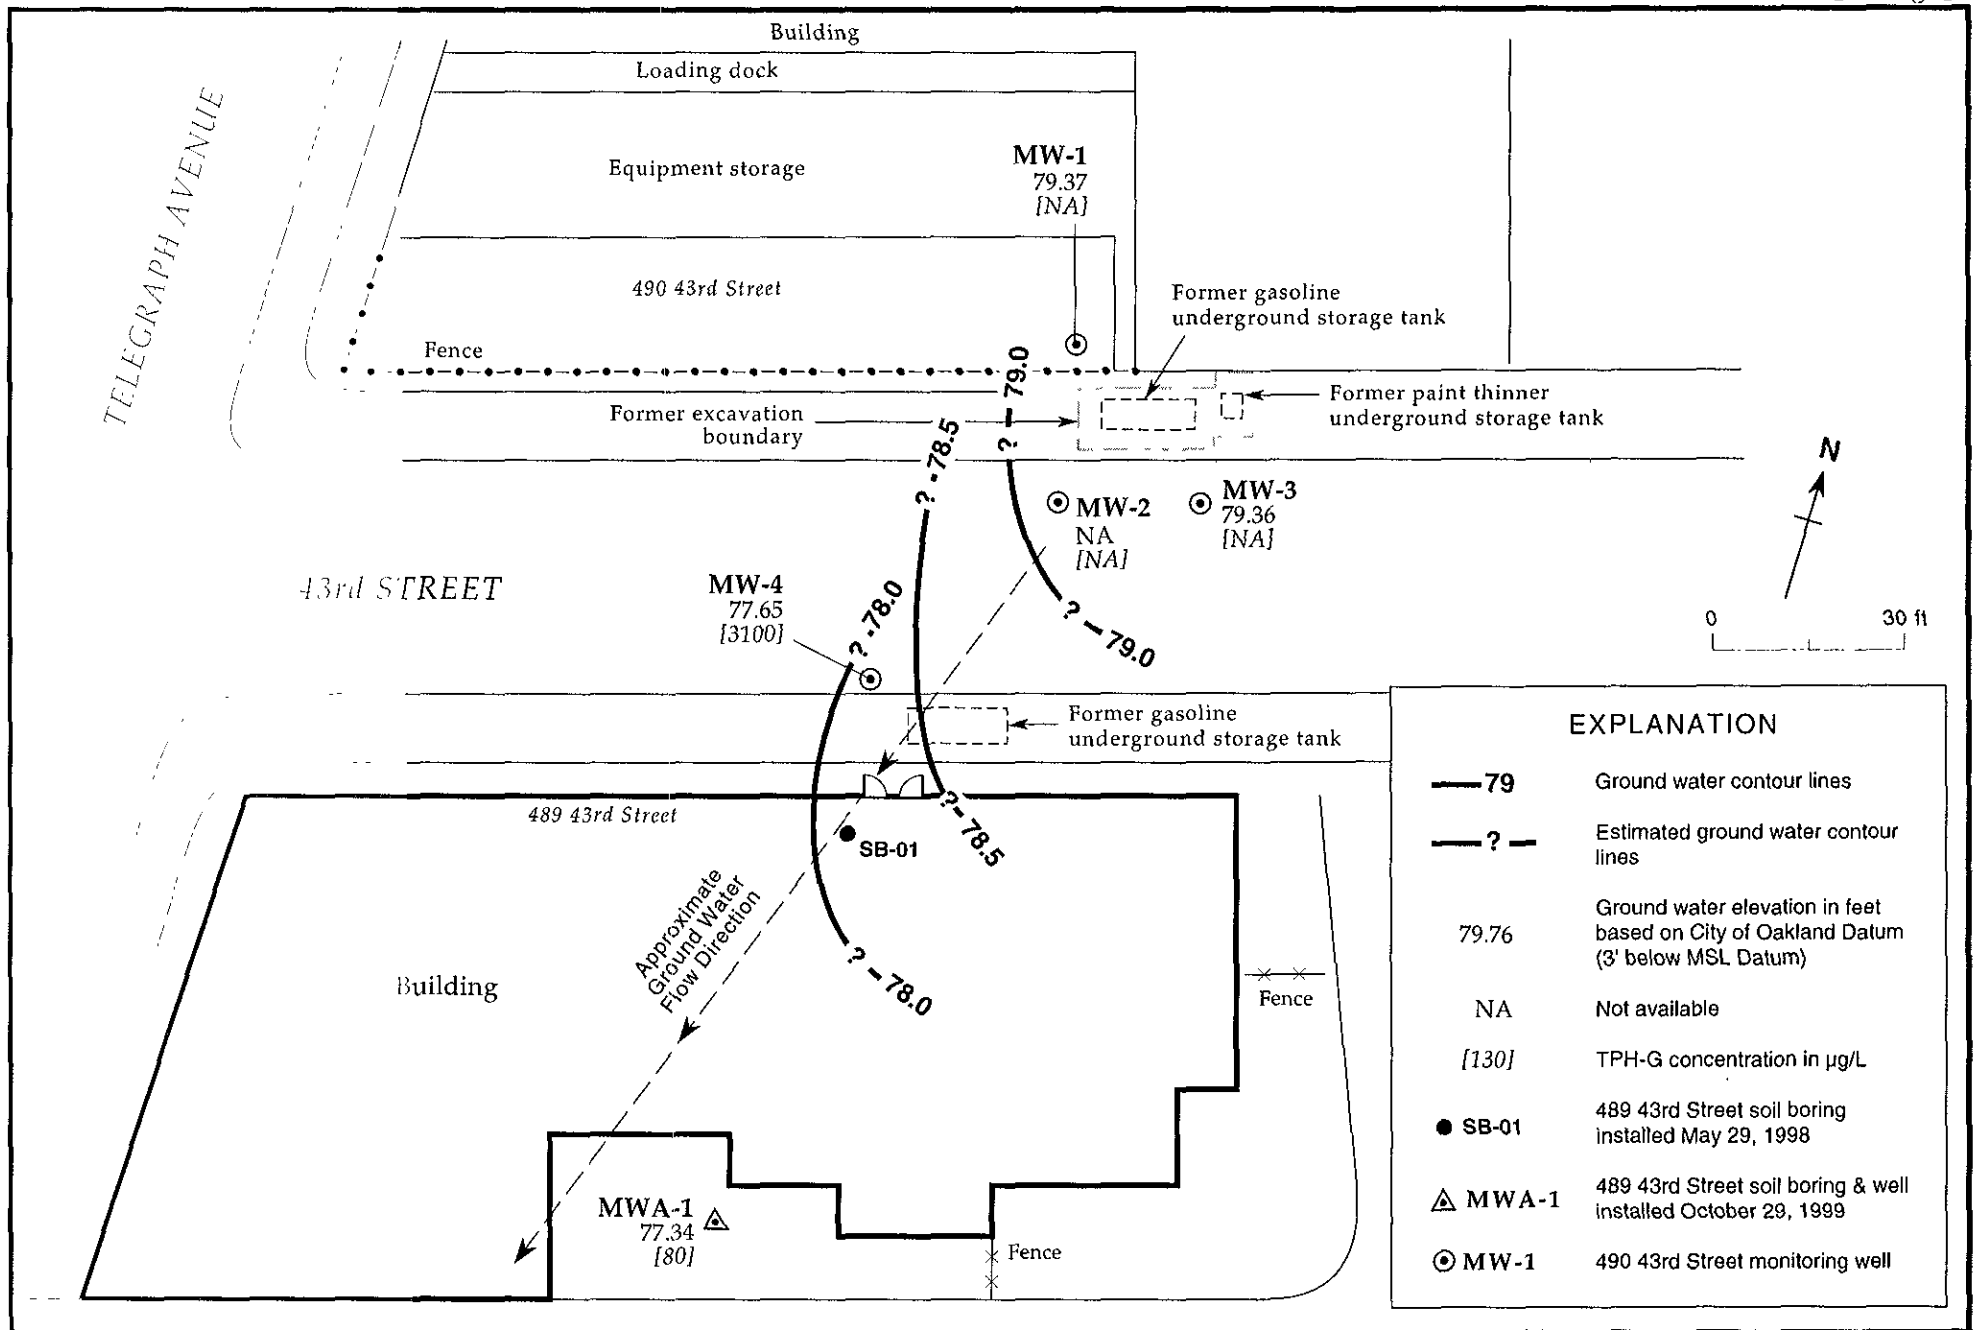 Building
Loading dock
TELEGRAPH AVENUE
Equipment storage
MW-1
79.37
[NA]
490 43rd Street
Former gasoline
underground storage tank
Fence
79.0
Former paint thinner
underground storage tank
Former excavation
boundary
?
? - 78.5
N
MW-2
NA
[NA]
MW-3
79.36
[NA]
43rd STREET
MW-4
77.65
[3100]
? - 78.0
? - 79.0
0 30 ft
Former gasoline
underground storage tank
489 43rd Street
SB-01
? - 78.5
Approximate
Ground Water
Flow Direction
? - 78.0
Building
Fence
MWA-1
77.34
[80]
Fence
EXPLANATION
79 Ground water contour lines
? Estimated ground water contour
lines
79.76 Ground water elevation in feet
based on City of Oakland Datum
(3' below MSL Datum)
NA Not available
[130] TPH-G concentration in µg/L
SB-01 489 43rd Street soil boring
installed May 29, 1998
MWA-1 489 43rd Street soil boring & well
installed October 29, 1999
MW-1 490 43rd Street monitoring well